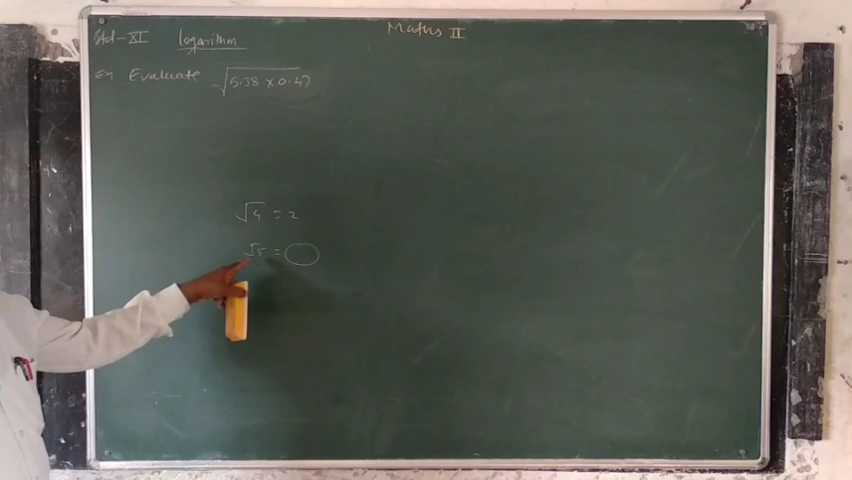 Maths II
Std-XI Logarithm
Ex Evaluate √5.38 × 0.47
√4 = 2
√5 =